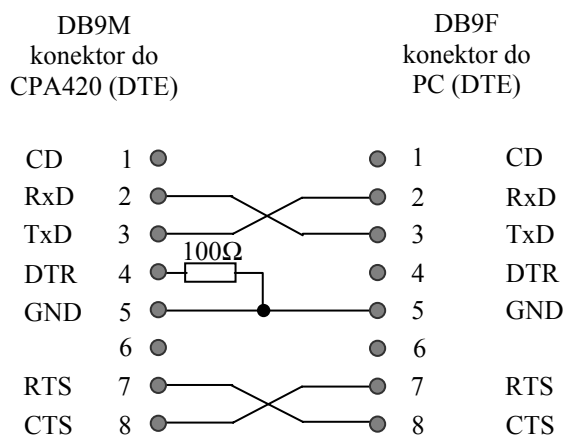 DB9M
konektor do
CPA420 (DTE)
DB9F
konektor do
PC (DTE)
CD 1 1 CD
RxD 2 2 RxD
TxD 3 3 TxD
100Ω
DTR 4 4 DTR
GND 5 5 GND
6 6
RTS 7 7 RTS
CTS 8 8 CTS